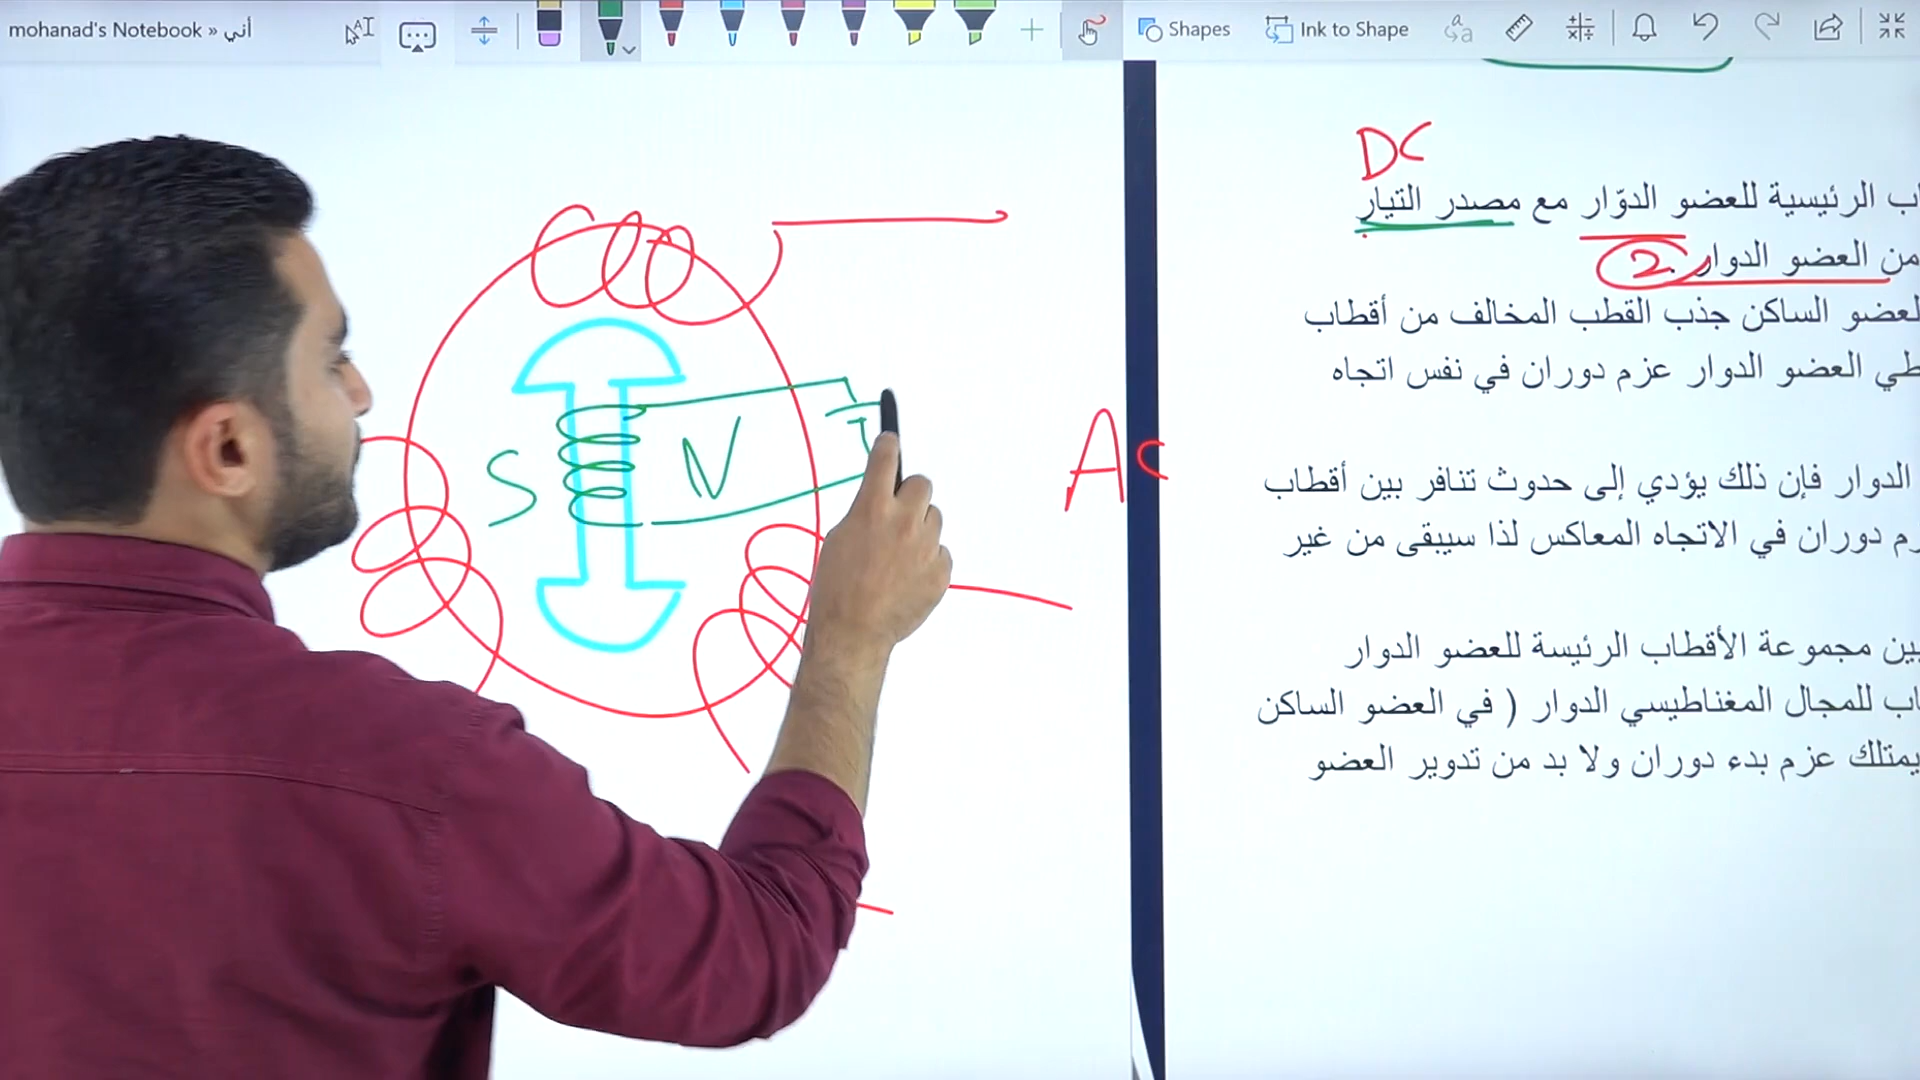 mohanad's Notebook » أني
Shapes
Ink to Shape
DC
اب الرئيسية للعضو الدوّار مع مصدر التيار
من العضو الدوار .2
لعضو الساكن جذب القطب المخالف من أقطاب
طي العضو الدوار عزم دوران في نفس اتجاه
الدوار فإن ذلك يؤدي إلى حدوث تنافر بين أقطاب
زم دوران في الاتجاه المعاكس لذا سيبقى من غير
ين مجموعة الأقطاب الرئيسة للعضو الدوار
اب للمجال المغناطيسي الدوار ( في العضو الساكن
يمتلك عزم بدء دوران ولا بد من تدوير العضو
S
N
AC